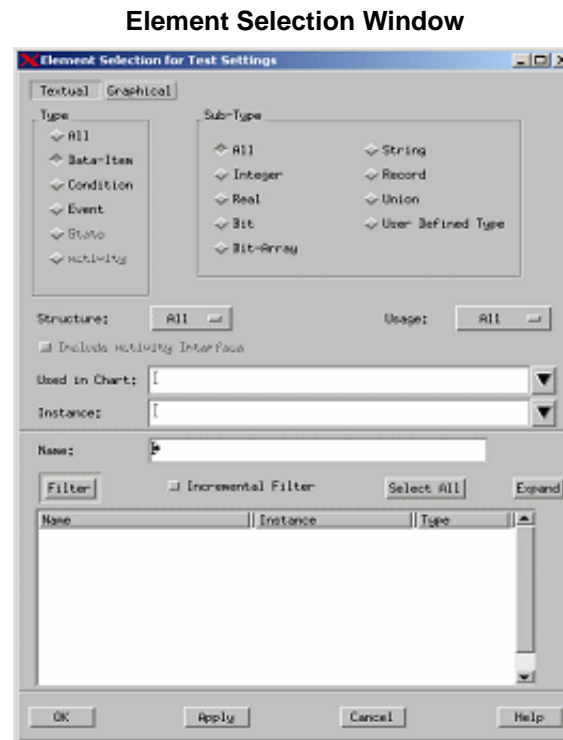 Element Selection Window
Element Selection for Test Settings
Textual Graphical
Type
All
Data-Item
Condition
Event
State
Activity
Sub-Type
All
Integer
Real
Bit
Bit-Array
String
Record
Union
User Defined Type
Structure: All Usage: All
Include Activity Interface
Used in Chart:
Instance:
Name: *
Filter Incremental Filter Select All Expand
Name Instance Type
OK Apply Cancel Help